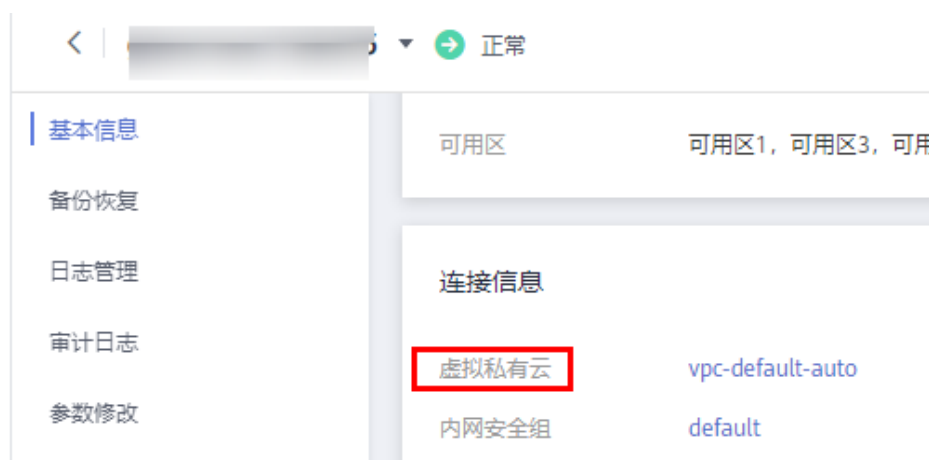 正常
基本信息
备份恢复
日志管理
审计日志
参数修改
可用区 可用区1，可用区3，可用
连接信息
虚拟私有云 vpc-default-auto
内网安全组 default